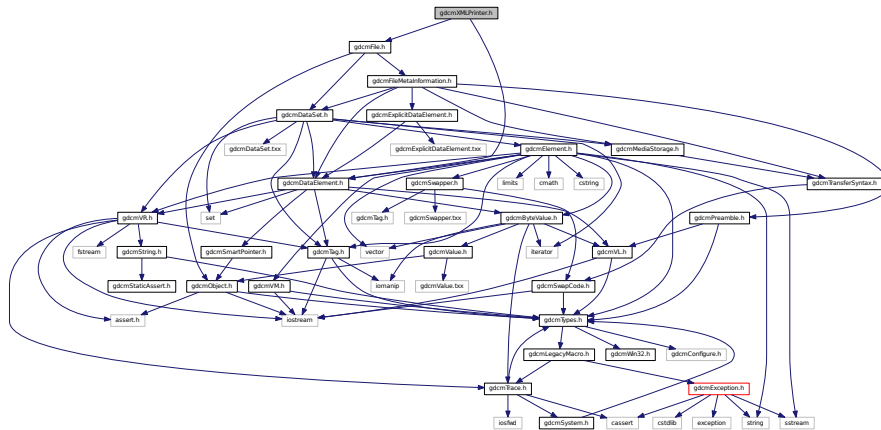 gdcmXMLPrinter.h
gdcmFile.h
gdcmFileMetaInformation.h
gdcmDataSet.h
gdcmExplicitDataElement.h
gdcmDataSet.txx
gdcmExplicitDataElement.txx
gdcmElement.h
gdcmMediaStorage.h
gdcmDataElement.h
gdcmSwapper.h
limits
cmath
cstring
gdcmTransferSyntax.h
gdcmVR.h
set
gdcmTag.h
gdcmSwapper.txx
gdcmByteValue.h
gdcmPreamble.h
fstream
gdcmString.h
gdcmSmartPointer.h
gdcmTag.h
vector
gdcmValue.h
iterator
gdcmVL.h
gdcmStaticAssert.h
gdcmObject.h
gdcmVM.h
iomanip
gdcmValue.txx
gdcmSwapCode.h
assert.h
iostream
gdcmTypes.h
gdcmLegacyMacro.h
gdcmWin32.h
gdcmConfigure.h
gdcmTrace.h
gdcmException.h
iosfwd
gdcmSystem.h
cassert
cstdlib
exception
string
sstream